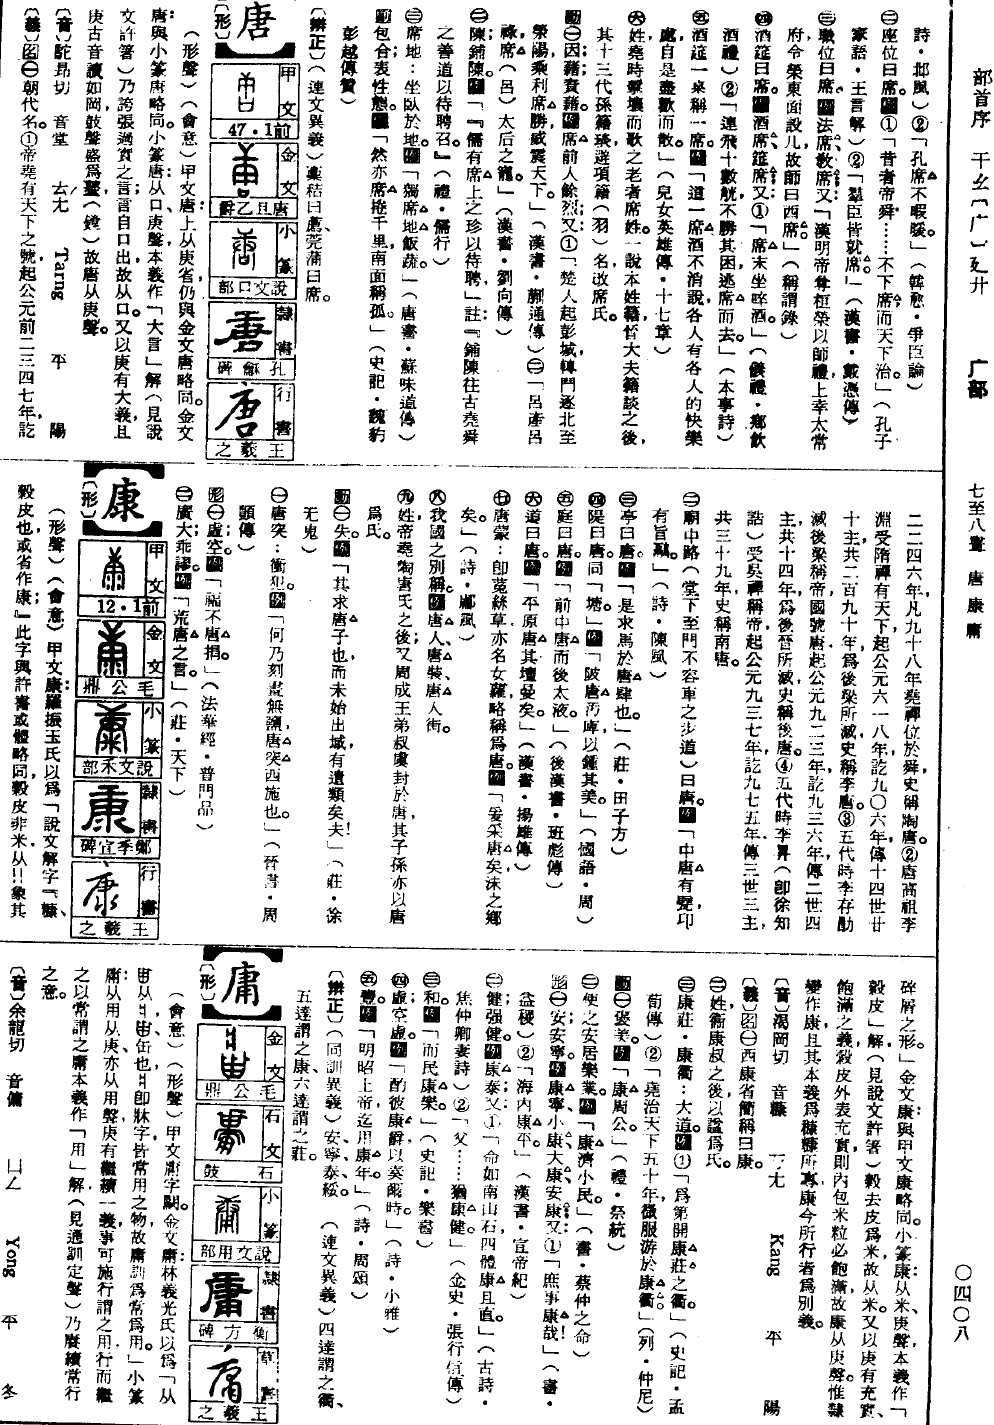 部首序 广部 七至八畫 唐 康 庸 〇四〇八
詩·邶風)②「孔席不暇暖」(韓愈·爭臣論)
㊁座位曰席。①「昔者帝舜……不下席而天下治。」(孔子
家語·王言解)②「羣臣皆就席。」(漢書·戴憑傳)
㊂職位曰席。法席,敎席。又「漢明帝尊桓榮以師禮,上幸太常
府,令榮東面設几,故師曰西席。」(稱謂錄)
㊃酒筵曰席。酒席,筵席。又①「席末坐啐酒。」(儀禮·鄉飲
酒禮)②「連飛十數觥,不勝其困,逃席而去。」(本事詩)
㊄酒筵一桌稱一席。「這一席酒不消說,各人有各人的快樂
處,自是盡歡而散。」(兒女英雄傳·十七章)
㊅姓,堯時擊壤而歌之老者席姓。一說本姓籍,晉大夫籍談之後,
其十三代孫籍瓌,避項籍(羽)名改席氏。
㊀因藉,資藉。「席前人餘烈。」又①「楚人起彭城,轉鬥逐北,至
滎陽,乘利席勝,威震天下。」(漢書·蒯通傳)㊁「呂產呂
祿,席(呂)太后之寵。」(漢書·劉向傳)
㊁陳鋪,陳。『「儒有席上之珍以待聘。」註:「鋪陳往古堯舜
之善道,以待聘召。』(禮·儒行)
㊂席地:坐臥於地。「藉席地飯蔬。」(唐書·蘇味道傳)
包合;表性態。「然亦席捲千里,南面稱孤。」(史記·魏豹
彭越傳贊)
〔辨正〕(連文異義)藁秸曰薦,莞蒲曰席。
【唐】
〔形〕
甲文 47·1前
金文 唐且乙爵
小篆 說文口部
隸書 孔龢碑
行書 王羲之
(形聲)(會意)甲文唐:上从庚省,仍與金文唐略同。金文
唐與小篆唐略同。小篆唐:从口,庚聲,本義作「大言」解(見說
文許箸)乃誇張過實之言;言自口出,故从口。又以庚有大義,且
庚古音讀如岡,鼓聲盛爲鼞(鏜)故唐从庚聲。
〔音〕駝昂切 音堂 ㄊㄤ Tarng 平 陽
〔義〕㊀朝代名。①帝堯有天下之號,起公元前二三四七年,訖
二二四六年,凡九十八年,堯禪位於舜,史稱陶唐。②唐高祖李
淵受隋禪有天下,起公元六一八年,訖九〇六年,傳十四世廿
十主,共二百九十年,爲後梁所滅,史稱李唐。③五代時李存勖
滅後梁稱帝,國號唐,起公元九二三年,訖九三六年,傳二世四
主,共十四年,爲後晉所滅,史稱後唐。④五代時李昪(卽徐知
誥)受吳禪稱帝,起公元九三七年,訖九七五年,傳三世三主,
共三十九年,史稱南唐。
㊁廟中路(堂下至門不容車之步道)曰唐。「中唐有甓,卬
有旨鷊。」(詩·陳風)
㊂亭曰唐。「是求馬於唐肆也。」(莊·田子方)
㊃隄曰唐,同「塘。」「陂唐汚庳,以鍾其美。」(國語·周)
㊄庭曰唐。「前中唐而後太液。」(後漢書·班彪傳)
㊅道曰唐。「平原唐其壇曼矣。」(漢書·揚雄傳)
㊆唐蒙:卽菟絲草,亦名女蘿,略稱爲唐。「爰采唐矣,沬之鄉
矣。」(詩·鄘風)
㊇我國之別稱。唐人,唐裝,唐人街。
㊈姓,帝堯陶唐氏之後。又周成王弟叔虞封於唐,其子孫亦以唐
爲氏。
㊀失。「其求唐子也,而未始出域,有遺類矣夫!」(莊·徐
无鬼)
㊀唐突:衝犯。「何乃刻畫無鹽,唐突西施也。」(晉書·周
顗傳)
㊀虛空。「福不唐捐。」(法華經·普門品)
㊁廣大;乖謬。「荒唐之言。」(莊·天下)
【康】
〔形〕
甲文 12·1前
金文 毛公鼎
小篆 說文禾部
隸書 鄭季宣碑
行書 王羲之
(形聲)(會意)甲文康:羅振玉氏以爲「說文解字『穅,
穀皮也,或省作康,』此字與許書或體略同,穀皮非米,从丨丨象其
碎屑之形。」金文康與甲文康略同。小篆康:从米,庚聲,本義作「
穀皮」解(見說文許箸)穀去皮爲米,故从米。又以庚有充實、
飽滿之義,穀皮外表充實,則內包米粒必飽滿,故康从庚聲。惟隸
變作康,且其本義爲穅糠所專,康今所行者爲別義。
〔音〕渴岡切 音糠 ㄎㄤ Kang 平 陽
〔義〕㊀西康省簡稱曰康。
㊁姓,衞康叔之後,以諡爲氏。
㊂康莊,康衢:大道。①「爲第開康莊之衢。」(史記·孟
荀傳)②「堯治天下五十年,微服游於康衢。」(列·仲尼)
㊀褒美。「康周公。」(禮·祭統)
㊁使之安居樂業。「康濟小民。」(書·蔡仲之命)
㊀安,安寧。康寧,小康,大康,安康。又①「庶事康哉!」(書·
益稷)②「海內康平。」(漢書·宣帝紀)
㊁健,强健。康泰。又①「命如南山石,四體康且直。」(古詩·
焦仲卿妻詩)②「父……猶康健。」(金史·張行信傳)
㊂和。「而民康樂。」(史記·樂書)
㊃虛,空虛。「酌彼康爵,以奏爾時。」(詩·小雅)
㊄豐。「明昭上帝,迄用康年。」(詩·周頌)
〔辨正〕(同訓異義)安、寧、泰、綏。(連文異義)四達謂之衢,
五達謂之康,六達謂之莊。
【庸】
〔形〕
金文 毛公鼎
石文 石鼓
小篆 說文用部
隸書 衡方碑
草書 王羲之
(會意)(形聲)甲文庸字闕。金文庸:林義光氏以爲「从
甾,缶也,卽牀字,皆常用之物,故庸訓爲常爲用。」小篆
庸:从用从庚,亦从用聲,庚有繼續一義,事可施行謂之用,行而繼
之以常謂之庸,本義作「用」解(見通訓定聲)乃賡續常行
之意。
〔音〕余龍切 音傭 ㄩㄥ Yong 平 冬